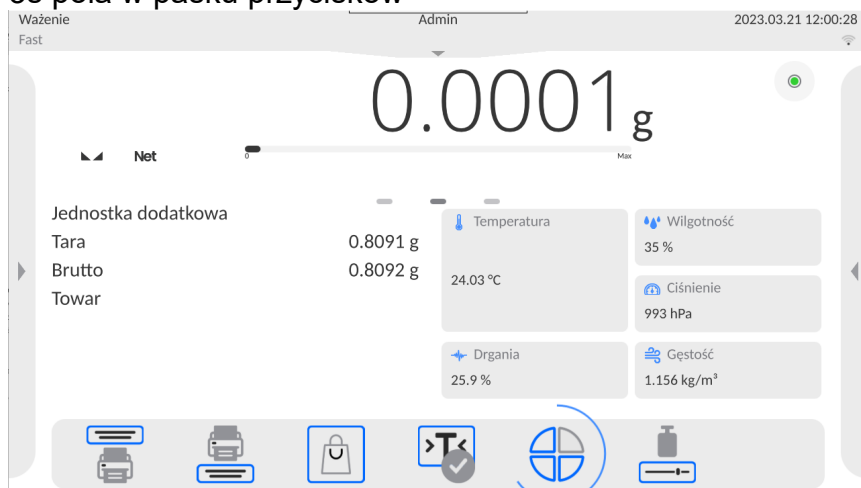 Ważenie
Admin
2023.03.21 12:00:28
Fast
0.0001 g
Net
0
Max
Jednostka dodatkowa
Tara 0.8091 g
Brutto 0.8092 g
Towar
Temperatura
24.03 °C
Wilgotność
35 %
Ciśnienie
993 hPa
Drgania
25.9 %
Gęstość
1.156 kg/m³
>T<